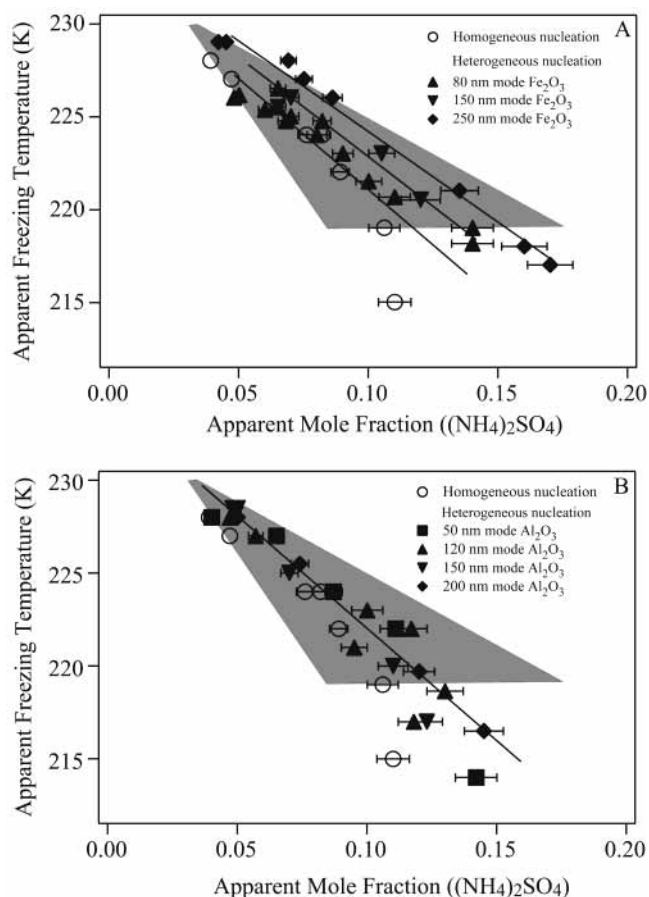 A
Homogeneous nucleation
Heterogeneous nucleation
80 nm mode Fe₂O₃
150 nm mode Fe₂O₃
250 nm mode Fe₂O₃
Apparent Freezing Temperature (K)
230
225
220
215
0.00 0.05 0.10 0.15 0.20
Apparent Mole Fraction ((NH4)₂SO₄)
B
Homogeneous nucleation
Heterogeneous nucleation
50 nm mode Al₂O₃
120 nm mode Al₂O₃
150 nm mode Al₂O₃
200 nm mode Al₂O₃
Apparent Freezing Temperature (K)
230
225
220
215
0.00 0.05 0.10 0.15 0.20
Apparent Mole Fraction ((NH₄)₂SO₄)